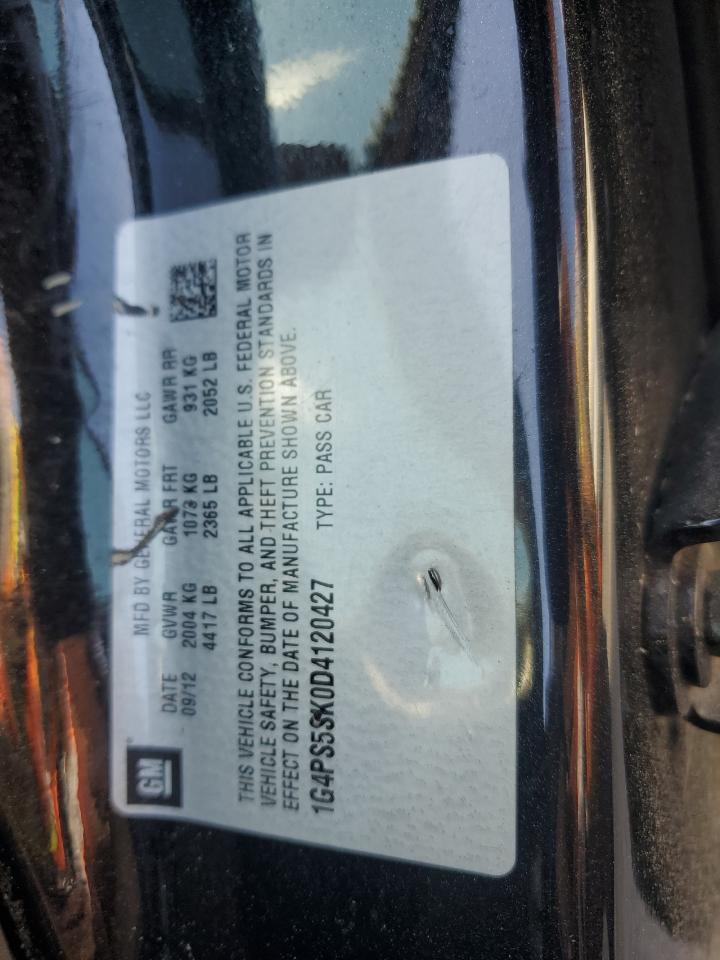 GM
MFD BY GENERAL MOTORS LLC
DATE GVWR GAWR FRT GAWR RR
09/12 2004 KG 1073 KG 931 KG
4417 LB 2365 LB 2052 LB
THIS VEHICLE CONFORMS TO ALL APPLICABLE U.S. FEDERAL MOTOR
VEHICLE SAFETY, BUMPER, AND THEFT PREVENTION STANDARDS IN
EFFECT ON THE DATE OF MANUFACTURE SHOWN ABOVE.
1G4PS5SK0D4120427 TYPE: PASS CAR